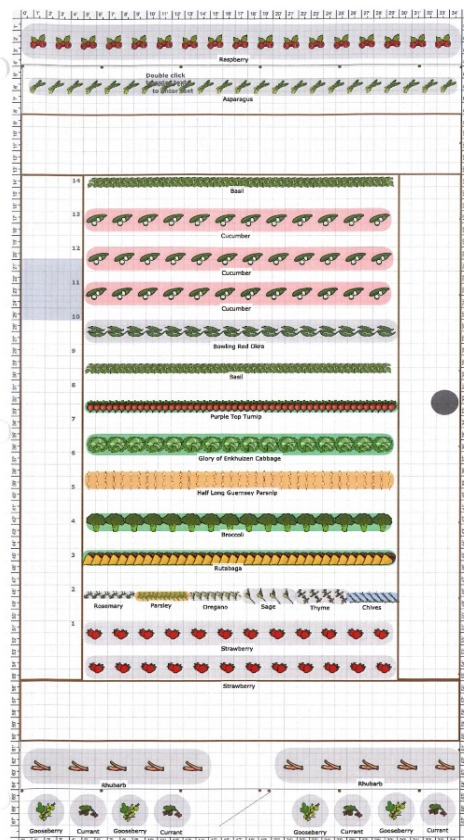 Raspberry
Double click
to insert text
Asparagus
14
Basil
13
Cucumber
12
Cucumber
11
Cucumber
10
Bowling Red Okra
9
Basil
8
7
Purple Top Turnip
6
Glory of Enkhuizen Cabbage
5
Half Long Guernsey Parsnip
4
Broccoli
3
Rutabaga
2
Rosemary Parsley Oregano Sage Thyme Chives
1
Strawberry
Strawberry
Rhubarb Rhubarb
Gooseberry Currant Gooseberry Currant Gooseberry Currant Gooseberry Currant